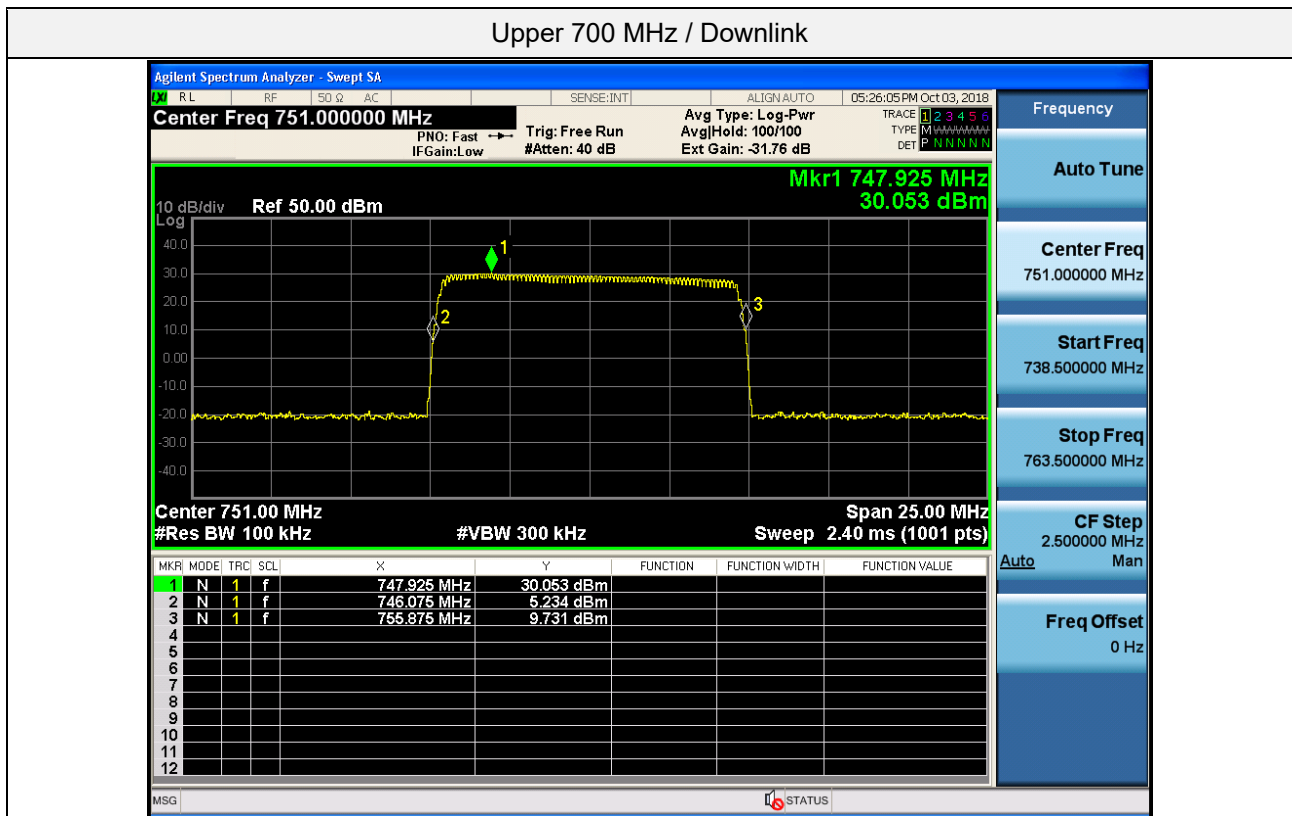 Upper 700 MHz / Downlink
Agilent Spectrum Analyzer - Swept SA
LXI RL RF 50 Ω AC SENSE:INT ALIGN AUTO 05:26:05 PM Oct 03, 2018
Center Freq 751.000000 MHz
PNO: Fast
IFGain:Low
Trig: Free Run
#Atten: 40 dB
Avg Type: Log-Pwr
Avg|Hold: 100/100
Ext Gain: -31.76 dB
TRACE 1 2 3 4 5 6
TYPE M WWWWW
DET P N N N N N
Mkr1 747.925 MHz
30.053 dBm
10 dB/div Ref 50.00 dBm
Log
40.0
30.0
20.0
10.0
0.00
-10.0
-20.0
-30.0
-40.0
1
2
3
Center 751.00 MHz Span 25.00 MHz
#Res BW 100 kHz #VBW 300 kHz Sweep 2.40 ms (1001 pts)
MKR MODE TRC SCL X Y FUNCTION FUNCTION WIDTH FUNCTION VALUE
1 N 1 f 747.925 MHz 30.053 dBm
2 N 1 f 746.075 MHz 5.234 dBm
3 N 1 f 755.875 MHz 9.731 dBm
4
5
6
7
8
9
10
11
12
MSG STATUS
Frequency
Auto Tune
Center Freq
751.000000 MHz
Start Freq
738.500000 MHz
Stop Freq
763.500000 MHz
CF Step
2.500000 MHz
Auto Man
Freq Offset
0 Hz